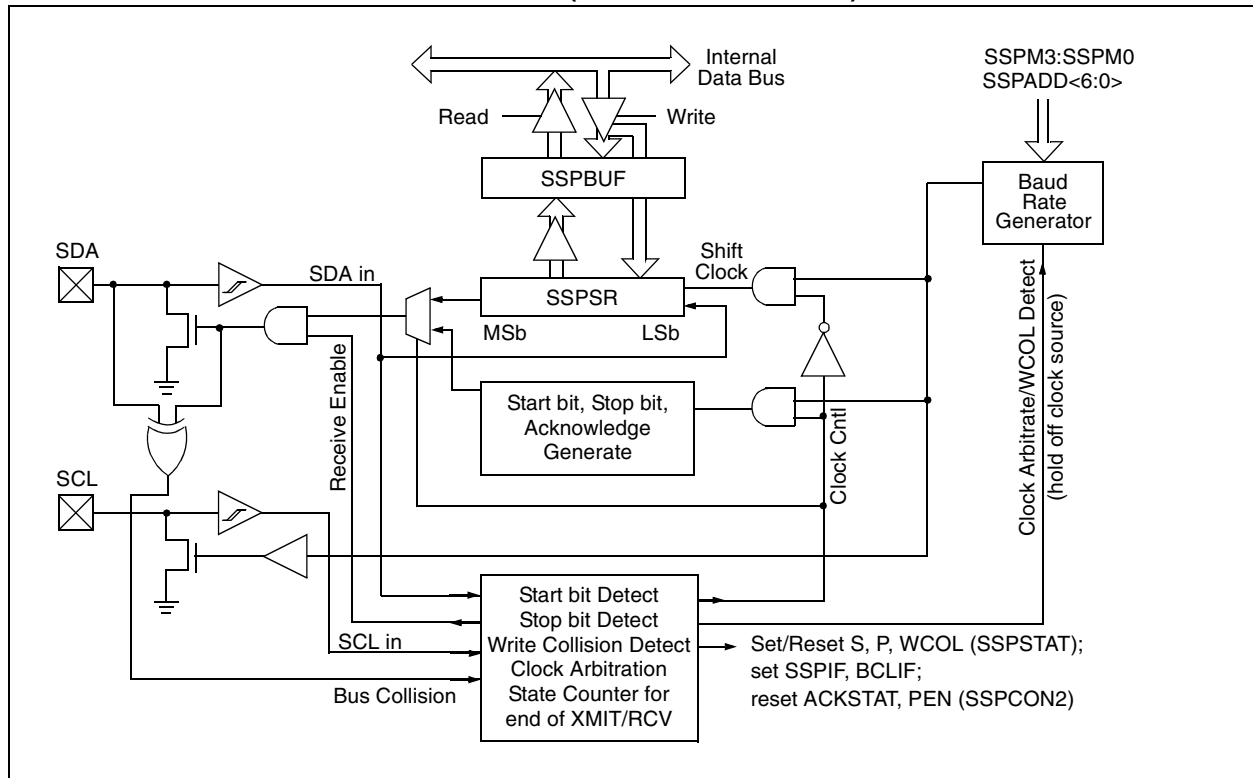 Internal
Data Bus
SSPM3:SSPM0
SSPADD<6:0>
Read
Write
SSPBUF
Baud
Rate
Generator
SDA
SDA in
Shift
Clock
SSPSR
MSb
LSb
Receive Enable
Start bit, Stop bit,
Acknowledge
Generate
Clock Cntl
Clock Arbitrate/WCOL Detect
(hold off clock source)
SCL
SCL in
Bus Collision
Start bit Detect
Stop bit Detect
Write Collision Detect
Clock Arbitration
State Counter for
end of XMIT/RCV
Set/Reset S, P, WCOL (SSPSTAT);
set SSPIF, BCLIF;
reset ACKSTAT, PEN (SSPCON2)